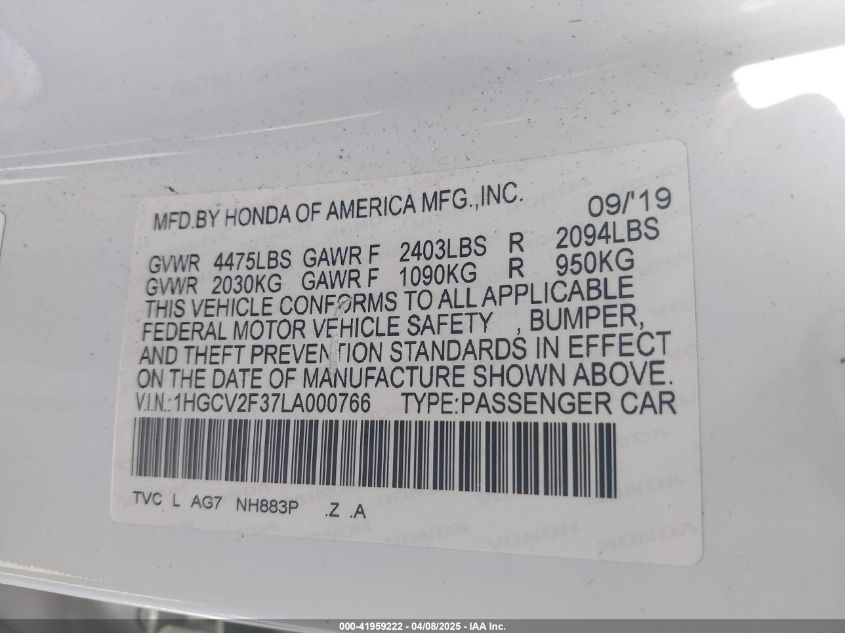 MFD.BY HONDA OF AMERICA MFG.,INC. 09/'19
GVWR 4475LBS GAWR F 2403LBS R 2094LBS
GVWR 2030KG GAWR F 1090KG R 950KG
THIS VEHICLE CONFORMS TO ALL APPLICABLE
FEDERAL MOTOR VEHICLE SAFETY , BUMPER,
AND THEFT PREVENTION STANDARDS IN EFFECT
ON THE DATE OF MANUFACTURE SHOWN ABOVE.
V.I.N.:1HGCV2F37LA000766 TYPE:PASSENGER CAR
TVC L AG7 NH883P .Z .A
HONDA HONDA HONDA
000-41959222 - 04/08/2025 - IAA Inc.